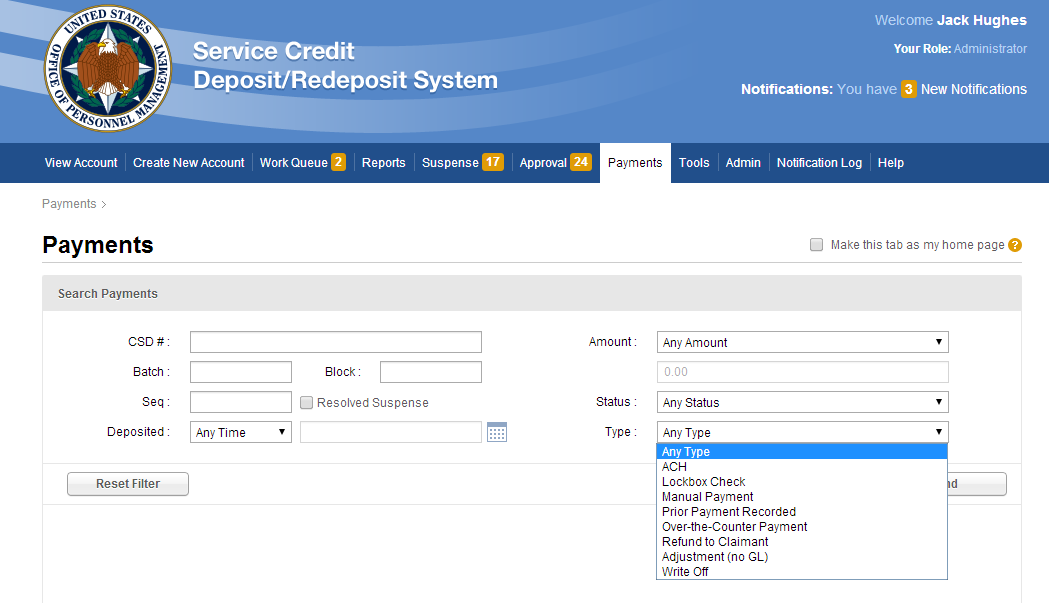 UNITED STATES
OFFICE OF PERSONNEL MANAGEMENT
Service Credit
Deposit/Redeposit System
Welcome Jack Hughes
Your Role: Administrator
Notifications: You have 3 New Notifications
View Account Create New Account Work Queue 2 Reports Suspense 17 Approval 24 Payments Tools Admin Notification Log Help
Payments >
Payments
Make this tab as my home page ?
Search Payments
CSD # : Amount : Any Amount
Batch : Block : 0.00
Seq : Resolved Suspense Status : Any Status
Deposited : Any Time Type : Any Type
Any Type
ACH
Lockbox Check
Manual Payment
Prior Payment Recorded
Over-the-Counter Payment
Refund to Claimant
Adjustment (no GL)
Write Off
Reset Filter